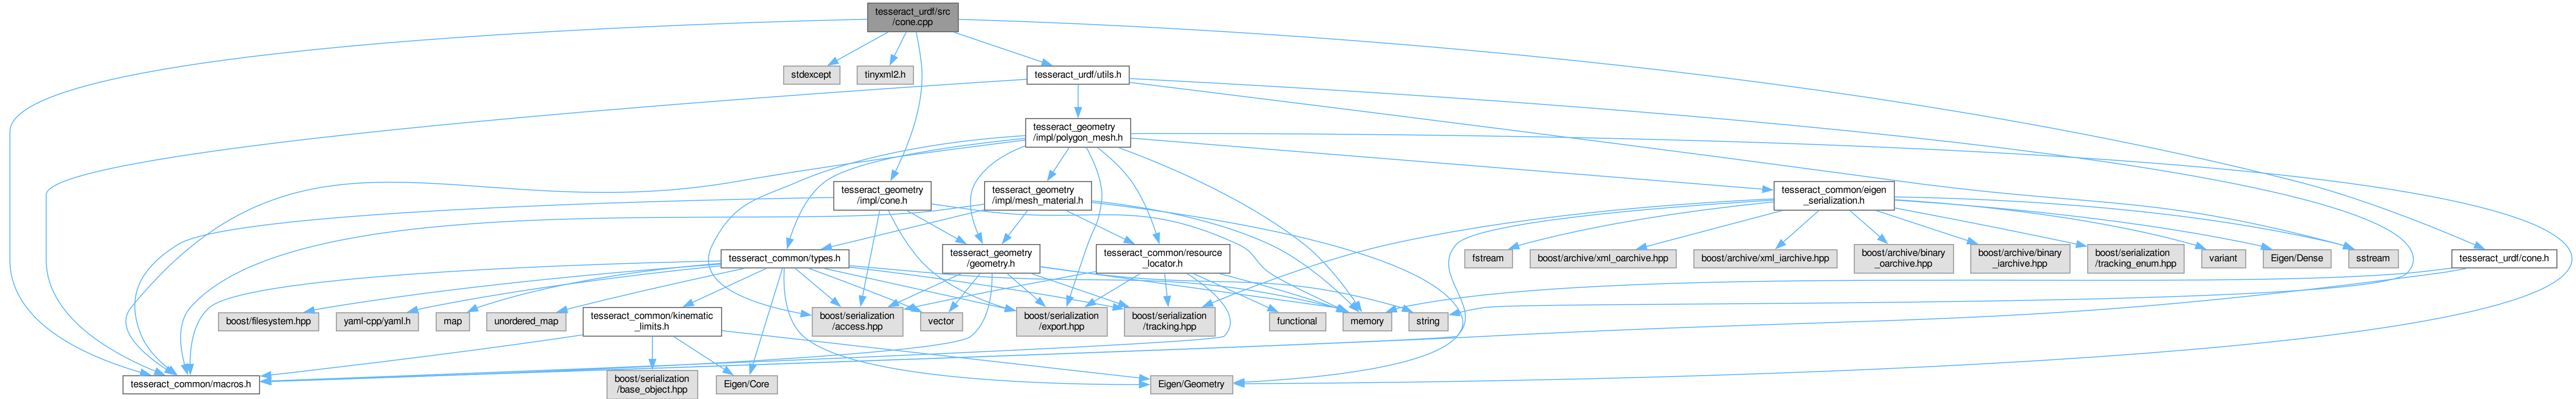 tesseract_urdf/src
/cone.cpp
stdexcept
tinyxml2.h
tesseract_urdf/utils.h
tesseract_geometry
/impl/polygon_mesh.h
tesseract_geometry
/impl/cone.h
tesseract_geometry
/impl/mesh_material.h
tesseract_common/eigen
_serialization.h
tesseract_common/types.h
tesseract_geometry
/geometry.h
tesseract_common/resource
_locator.h
fstream
boost/archive/xml_oarchive.hpp
boost/archive/xml_iarchive.hpp
boost/archive/binary
_oarchive.hpp
boost/archive/binary
_iarchive.hpp
boost/serialization
/tracking_enum.hpp
variant
Eigen/Dense
sstream
tesseract_urdf/cone.h
boost/filesystem.hpp
yaml-cpp/yaml.h
map
unordered_map
tesseract_common/kinematic
_limits.h
boost/serialization
/access.hpp
vector
boost/serialization
/export.hpp
boost/serialization
/tracking.hpp
functional
memory
string
tesseract_common/macros.h
boost/serialization
/base_object.hpp
Eigen/Core
Eigen/Geometry